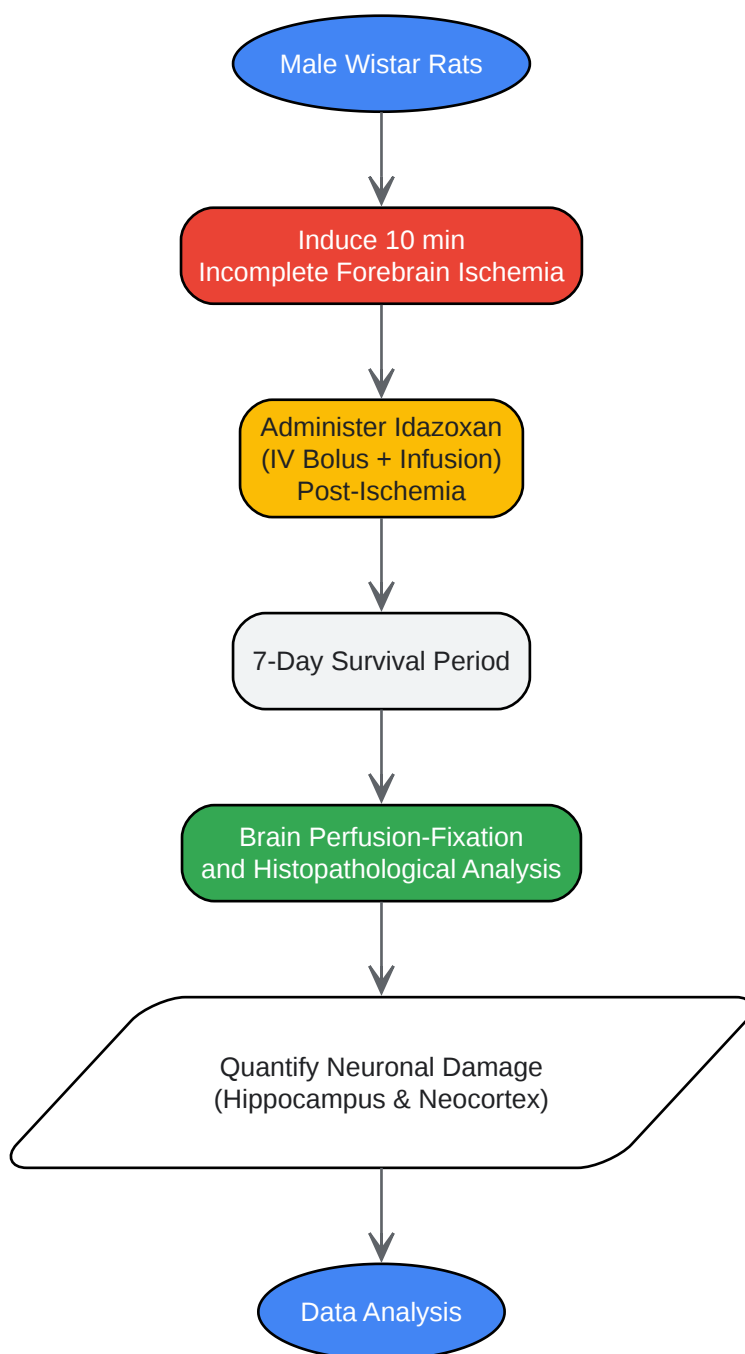 Male Wistar Rats
Induce 10 min
Incomplete Forebrain Ischemia
Administer Idazoxan
(IV Bolus + Infusion)
Post-Ischemia
7-Day Survival Period
Brain Perfusion-Fixation
and Histopathological Analysis
Quantify Neuronal Damage
(Hippocampus & Neocortex)
Data Analysis